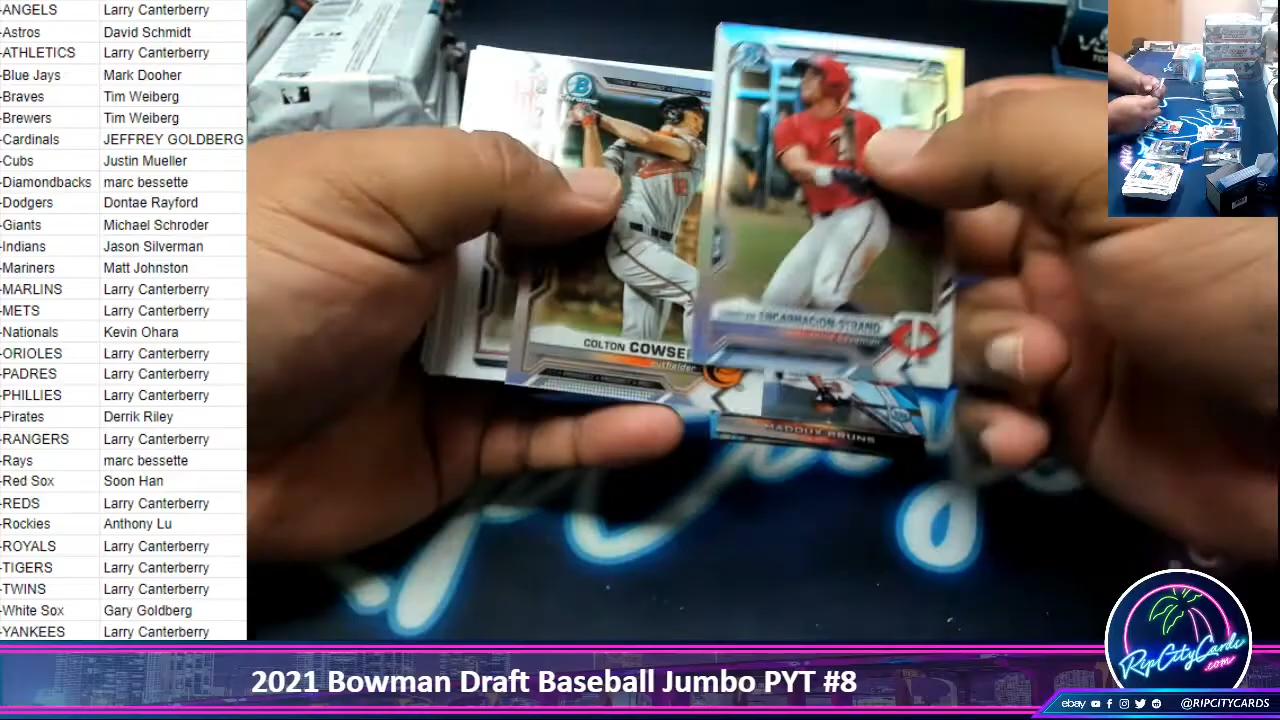 -ANGELS Larry Canterberry
-Astros David Schmidt
-ATHLETICS Larry Canterberry
-Blue Jays Mark Dooher
-Braves Tim Weiberg
-Brewers Tim Weiberg
-Cardinals JEFFREY GOLDBERG
-Cubs Justin Mueller
-Diamondbacks marc bessette
-Dodgers Dontae Rayford
-Giants Michael Schroder
-Indians Jason Silverman
-Mariners Matt Johnston
-MARLINS Larry Canterberry
-METS Larry Canterberry
-Nationals Kevin Ohara
-ORIOLES Larry Canterberry
-PADRES Larry Canterberry
-PHILLIES Larry Canterberry
-Pirates Derrik Riley
-RANGERS Larry Canterberry
-Rays marc bessette
-Red Sox Soon Han
-REDS Larry Canterberry
-Rockies Anthony Lu
-ROYALS Larry Canterberry
-TIGERS Larry Canterberry
-TWINS Larry Canterberry
-White Sox Gary Goldberg
-YANKEES Larry Canterberry
B
12
COLTON COWSE
outfielder
ENCARNACION-STRAND
MADDUX BRUNS
RipCityCards
.com
2021 Bowman Draft Baseball Jumbo PYT #8
ebay @RIPCITYCARDS